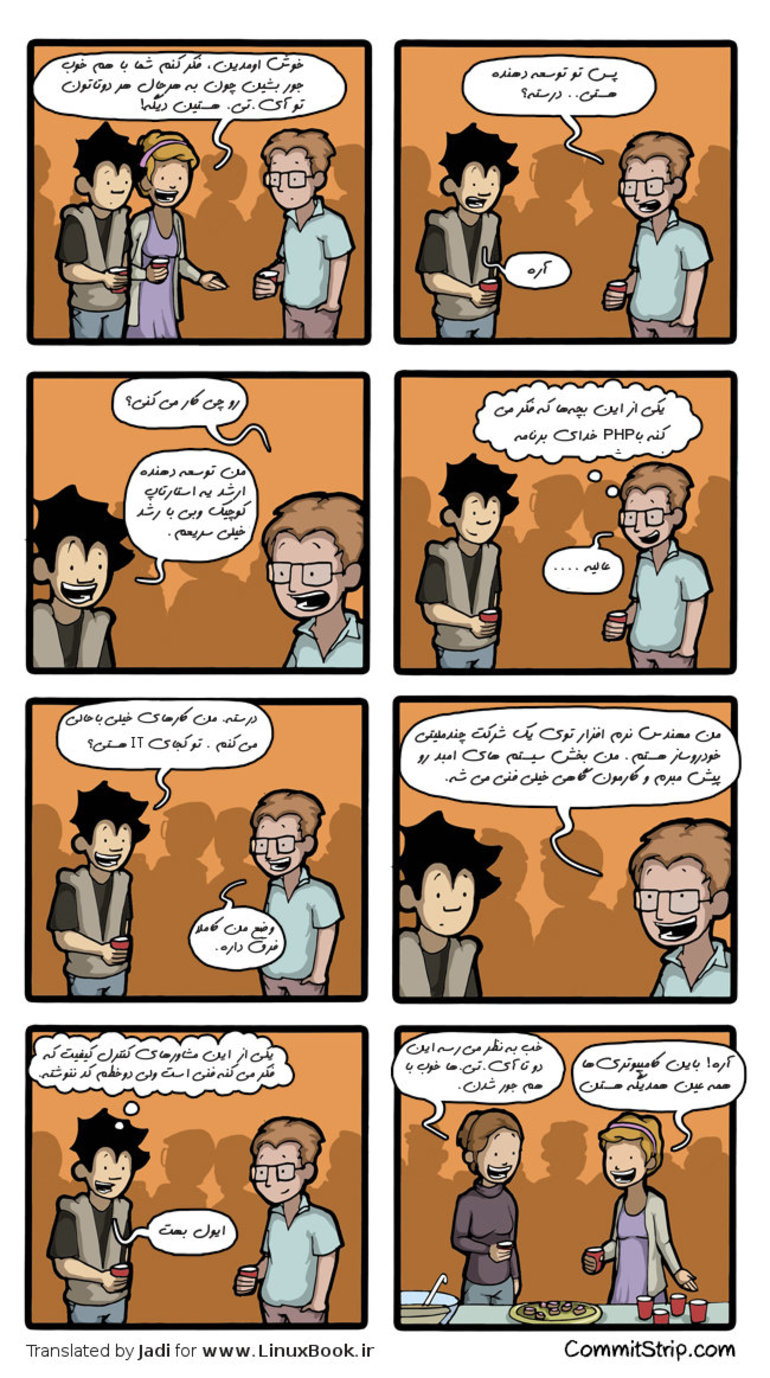 خوش اومدین، فکر کنم شما با هم خوب
جور بشین چون به هرحال هر دوتاتون
تو آی.تی. هستین دیگه!
پس تو توسعه دهنده
هستی.. درسته؟
آره
رو چی کار می کنی؟
من توسعه دهنده
ارشد یه استارتاپ
کوچیک وبی با رشد
خیلی سریعم.
یکی از این بچه‌ها که فکر می
کنه با PHP خدای برنامه
عالیه ....
درسته. من کارهای خیلی باحالی
می کنم. تو کجای IT هستی؟
وضع من کاملا
فرق داره.
من مهندس نرم افزار توی یک شرکت چندملیتی
خودروساز هستم. من بخش سیستم های امبد رو
پیش میرم و کارمون گاهی خیلی فنی می شه.
یکی از این مشاورهای کنترل کیفیت که
فکر می کنه فنی است ولی دوخطم کد ننوشته.
ایول بهت
خب به نظر می رسه این
دو تا آی.تی.ها خوب با
هم جور شدن.
آره! باین کامپیوتری ها
همه عین همدیگه هستن
Translated by Jadi for www.LinuxBook.ir
CommitStrip.com